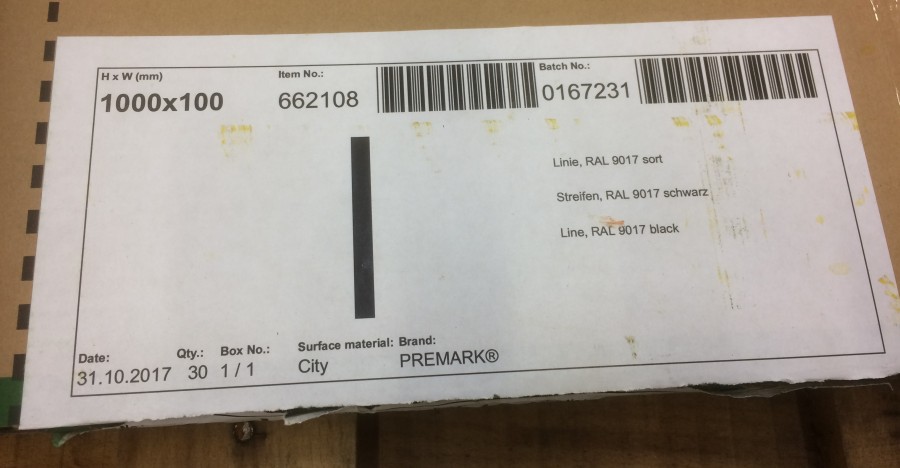 H x W (mm)
1000x100
Item No.:
662108
Batch No.:
0167231
Linie, RAL 9017 sort
Streifen, RAL 9017 schwarz
Line, RAL 9017 black
Date:
31.10.2017
Qty.:
30
Box No.:
1 / 1
Surface material:
City
Brand:
PREMARK®